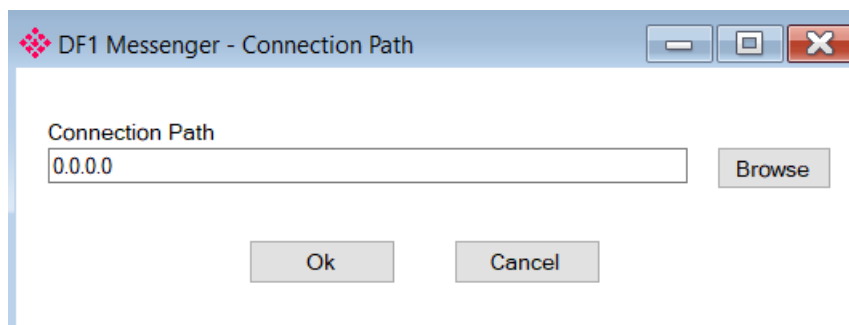 DF1 Messenger - Connection Path
Connection Path
0.0.0.0
Browse
Ok
Cancel